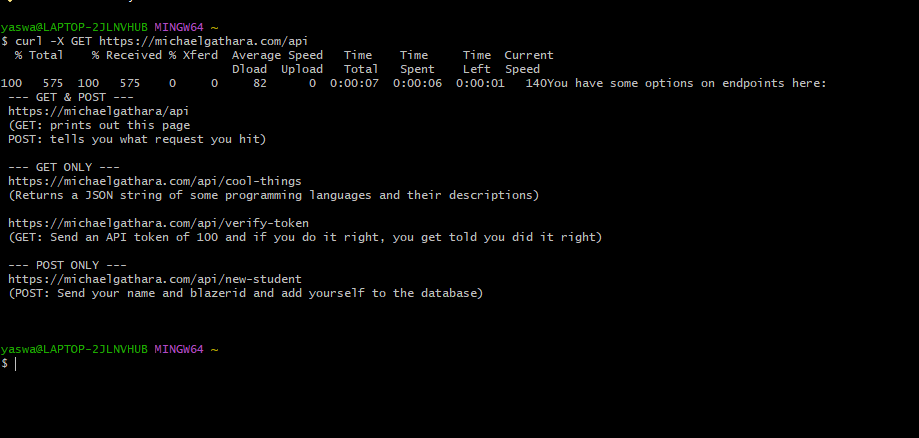 yaswa@LAPTOP-2JLNVHUB MINGW64 ~
$ curl -X GET https://michaelgathara.com/api
  % Total    % Received % Xferd  Average Speed   Time    Time     Time  Current
                                 Dload  Upload   Total   Spent    Left  Speed
100   575  100   575    0     0     82      0  0:00:07  0:00:06  0:00:01   140You have some options on endpoints here:
 --- GET & POST ---
 https://michaelgathara/api
 (GET: prints out this page
 POST: tells you what request you hit)
 --- GET ONLY ---
 https://michaelgathara.com/api/cool-things
 (Returns a JSON string of some programming languages and their descriptions)
 https://michaelgathara.com/api/verify-token
 (GET: Send an API token of 100 and if you do it right, you get told you did it right)
 --- POST ONLY ---
 https://michaelgathara.com/api/new-student
 (POST: Send your name and blazerid and add yourself to the database)
yaswa@LAPTOP-2JLNVHUB MINGW64 ~
$